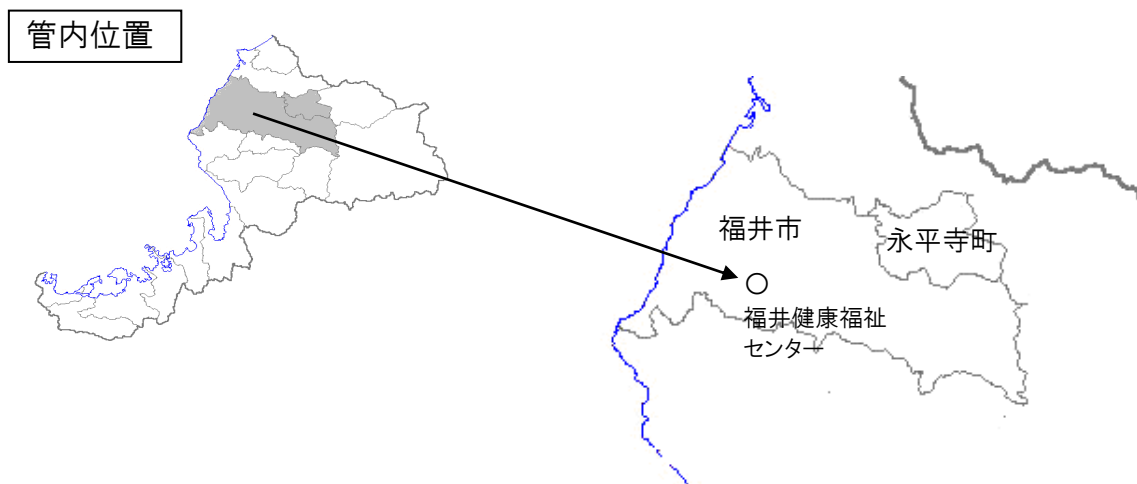 管内位置
福井市
永平寺町
福井健康福祉
センター